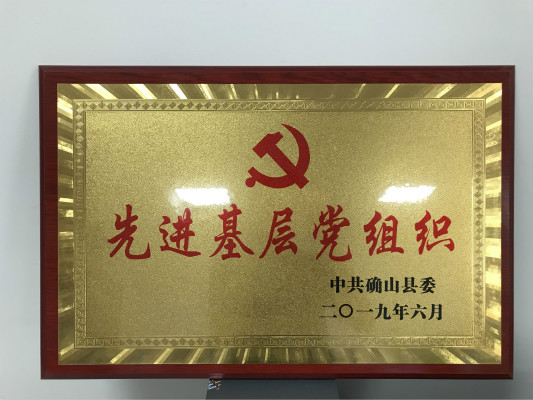 先进基层党组织
中共确山县委
二〇一九年六月